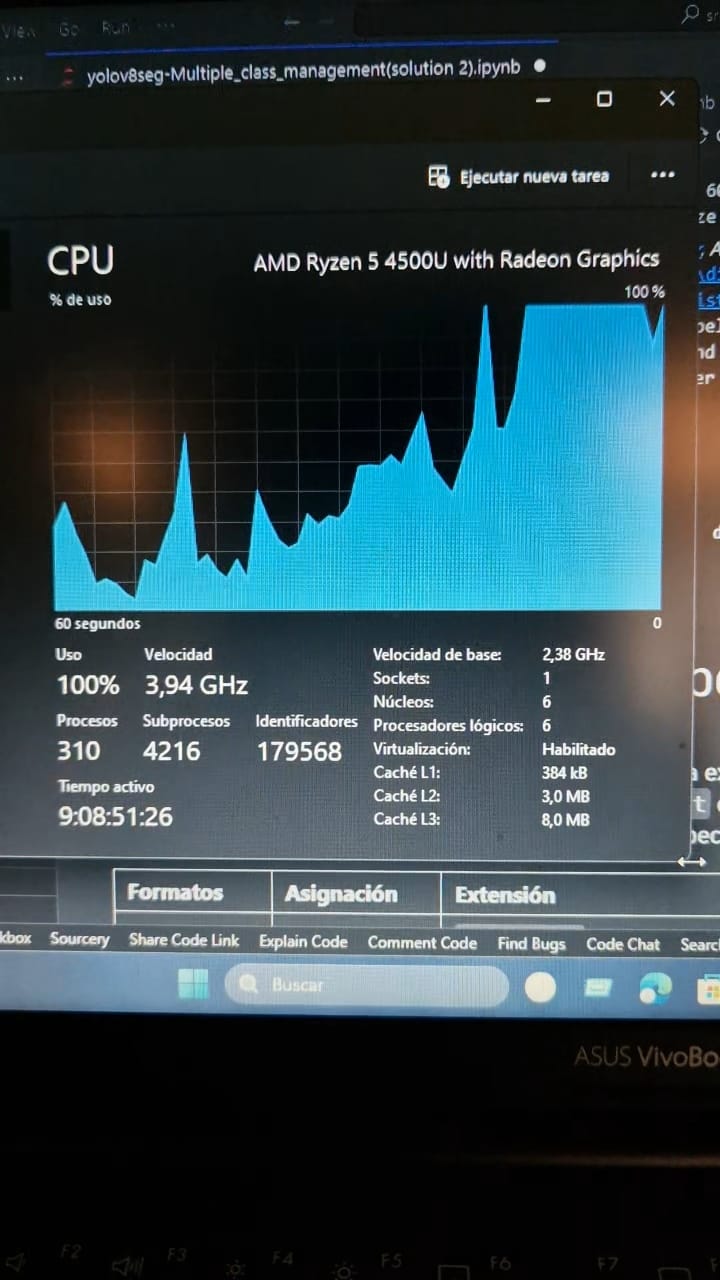 View Go Run ...
... yolov8seg-Multiple_class_management(solution 2).ipynb ●
Ejecutar nueva tarea ...
CPU AMD Ryzen 5 4500U with Radeon Graphics
% de uso 100 %
60 segundos 0
Uso Velocidad
100% 3,94 GHz
Procesos Subprocesos Identificadores
310 4216 179568
Tiempo activo
9:08:51:26
Velocidad de base: 2,38 GHz
Sockets: 1
Núcleos: 6
Procesadores lógicos: 6
Virtualización: Habilitado
Caché L1: 384 kB
Caché L2: 3,0 MB
Caché L3: 8,0 MB
Formatos Asignación Extensión
kbox Sourcery Share Code Link Explain Code Comment Code Find Bugs Code Chat Searc
Buscar
ASUS VivoBo
F2 F3 F4 F5 F6 F7